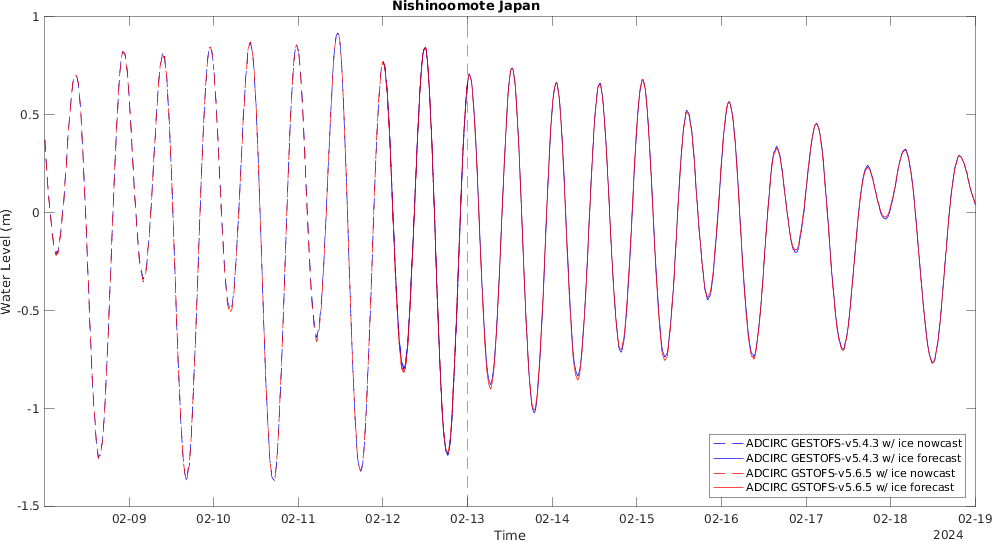 Nishinoomote Japan
Water Level (m)
1
0.5
0
-0.5
-1
-1.5
02-09
02-10
02-11
02-12
02-13
02-14
02-15
02-16
02-17
02-18
02-19
Time
2024
ADCIRC GESTOFS-v5.4.3 w/ ice nowcast
ADCIRC GESTOFS-v5.4.3 w/ ice forecast
ADCIRC GSTOFS-v5.6.5 w/ ice nowcast
ADCIRC GSTOFS-v5.6.5 w/ ice forecast